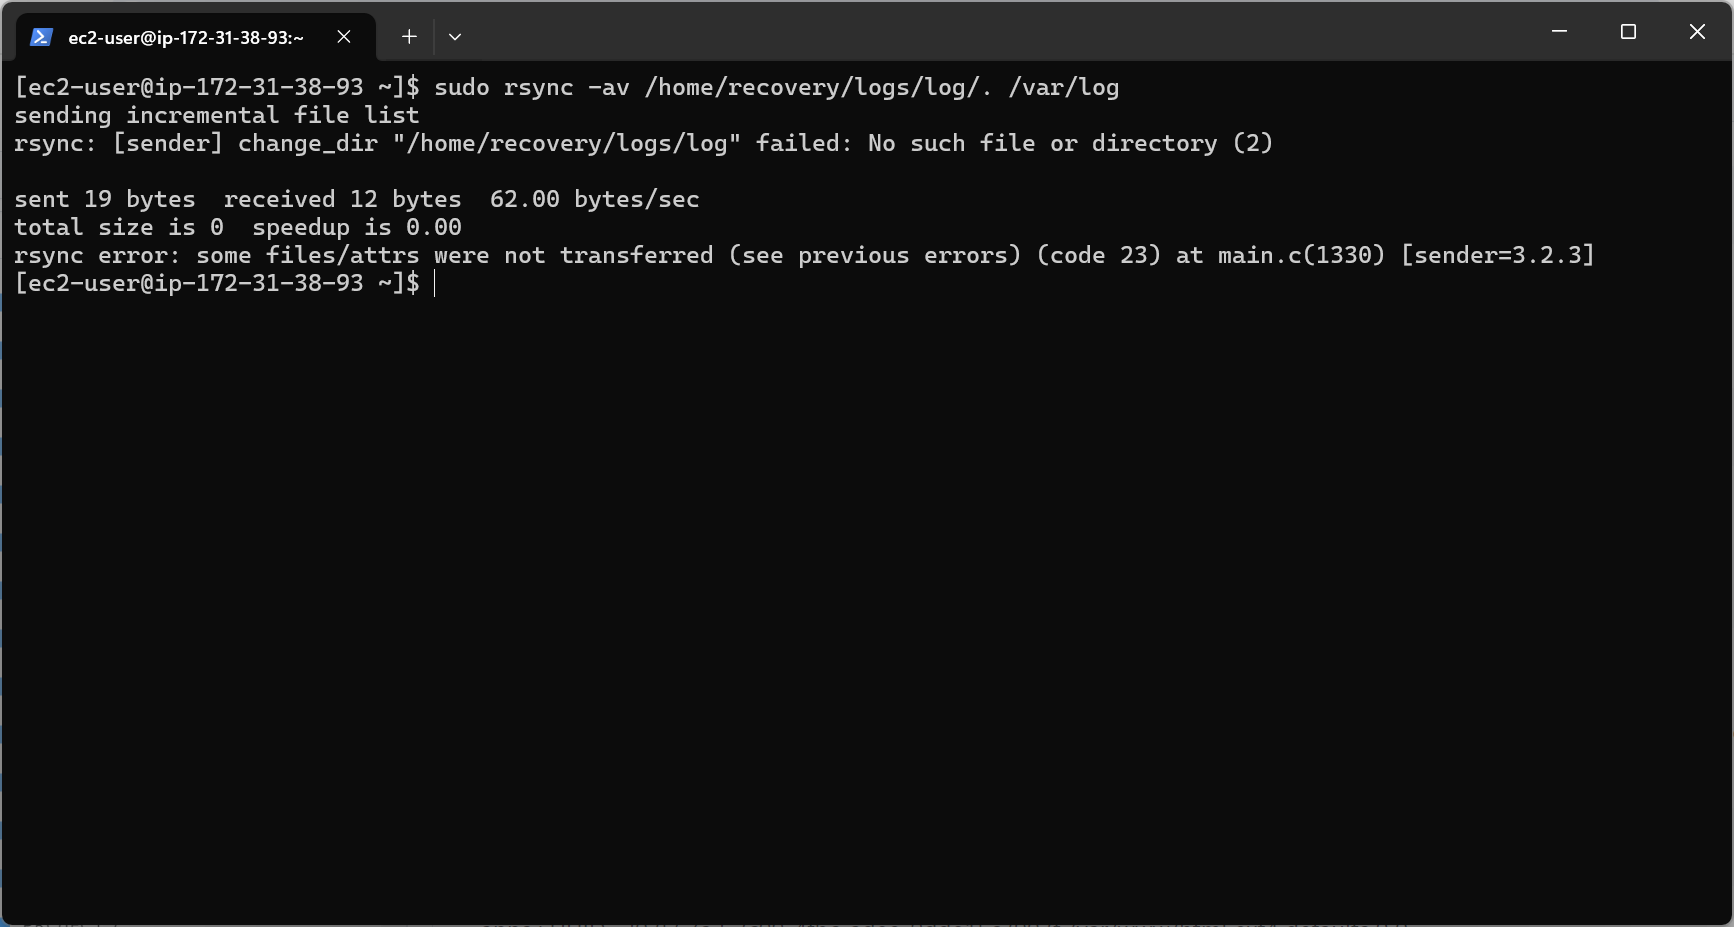 ec2-user@ip-172-31-38-93:~
[ec2-user@ip-172-31-38-93 ~]$ sudo rsync -av /home/recovery/logs/log/. /var/log
sending incremental file list
rsync: [sender] change_dir "/home/recovery/logs/log" failed: No such file or directory (2)
sent 19 bytes  received 12 bytes  62.00 bytes/sec
total size is 0  speedup is 0.00
rsync error: some files/attrs were not transferred (see previous errors) (code 23) at main.c(1330) [sender=3.2.3]
[ec2-user@ip-172-31-38-93 ~]$